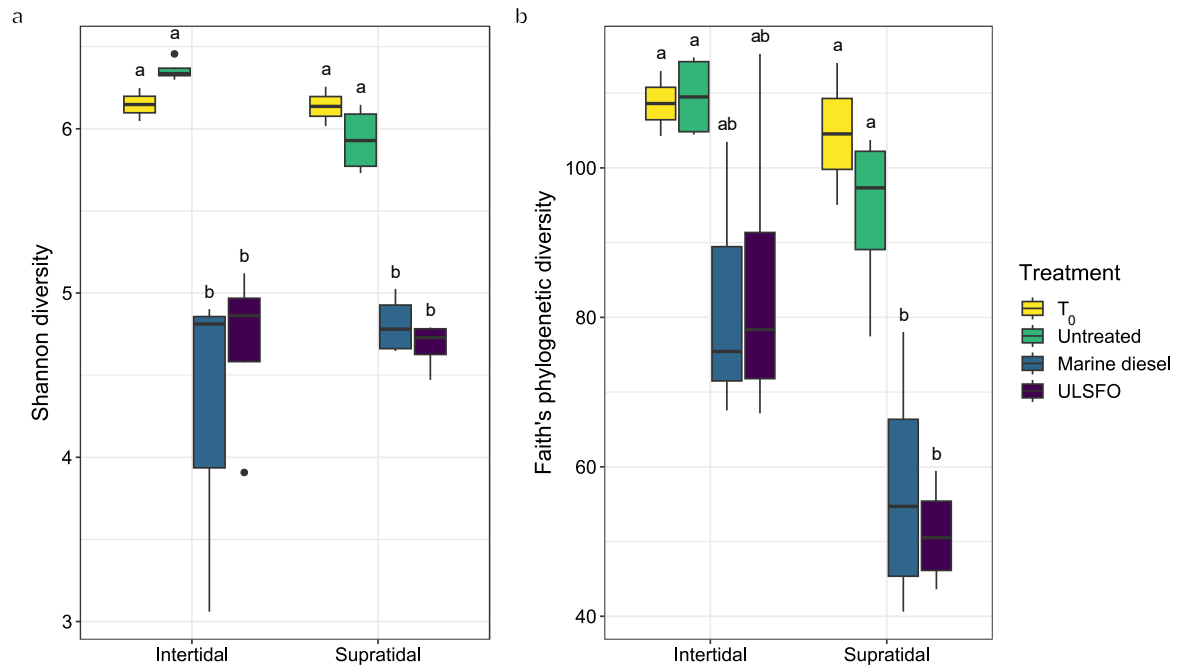 a
Shannon diversity
6
5
4
3
a
a
b
b
a
a
b
b
Intertidal
Supratidal
b
Faith's phylogenetic diversity
100
80
60
40
a
a
ab
ab
a
a
b
b
Intertidal
Supratidal
Treatment
T0
Untreated
Marine diesel
ULSFO